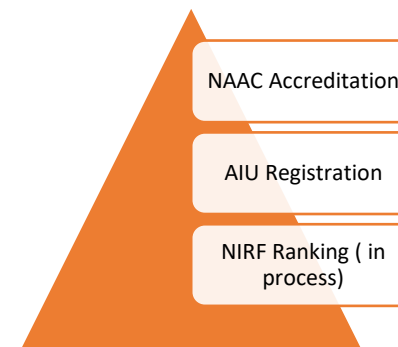 NAAC Accreditation
AIU Registration
NIRF Ranking ( in
process)